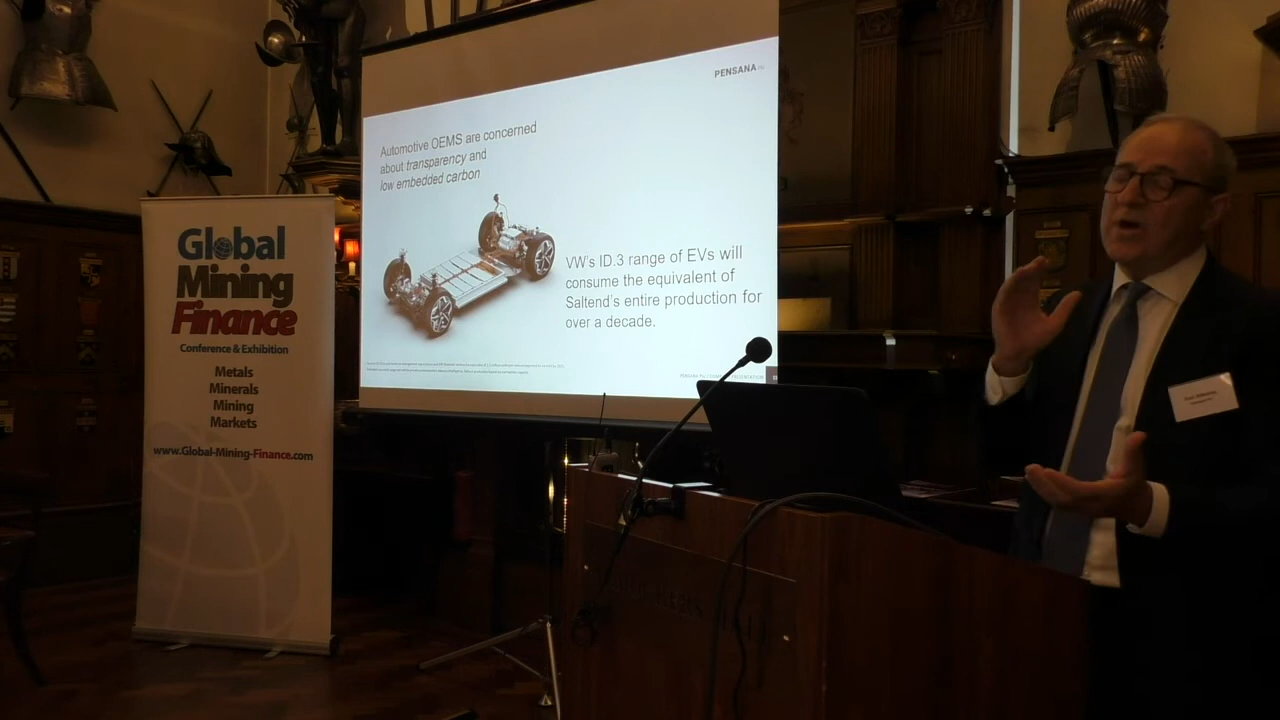 Global
Mining
Finance
Conference & Exhibition
Metals
Minerals
Mining
Markets
www.Global-Mining-Finance.com
PENSANA Plc
Automotive OEMS are concerned
about transparency and
low embedded carbon
VW's ID.3 range of EVs will
consume the equivalent of
Saltend's entire production for
over a decade.